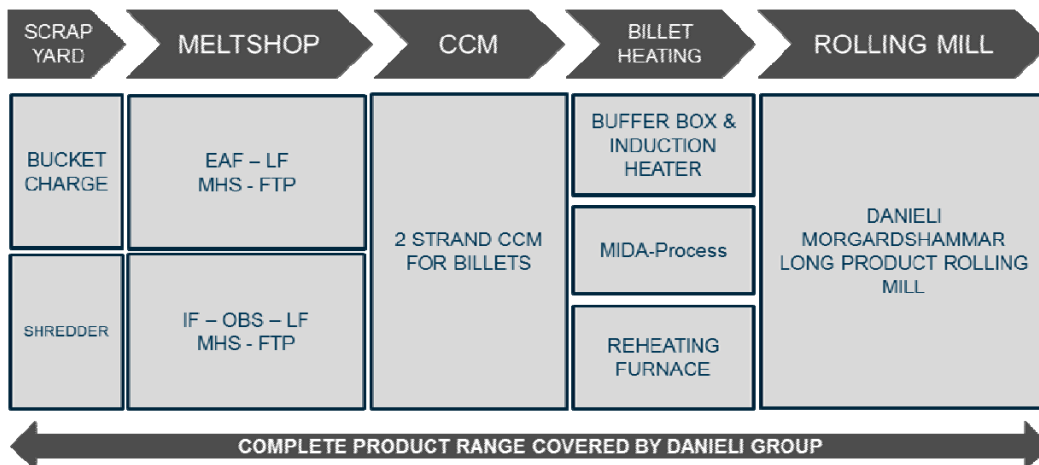 SCRAP
YARD
MELTSHOP
CCM
BILLET
HEATING
ROLLING MILL
BUCKET
CHARGE
EAF – LF
MHS - FTP
2 STRAND CCM
FOR BILLETS
BUFFER BOX &
INDUCTION
HEATER
MIDA-Process
DANIELI
MORGARDSHAMMAR
LONG PRODUCT ROLLING
MILL
SHREDDER
IF – OBS – LF
MHS - FTP
REHEATING
FURNACE
COMPLETE PRODUCT RANGE COVERED BY DANIELI GROUP